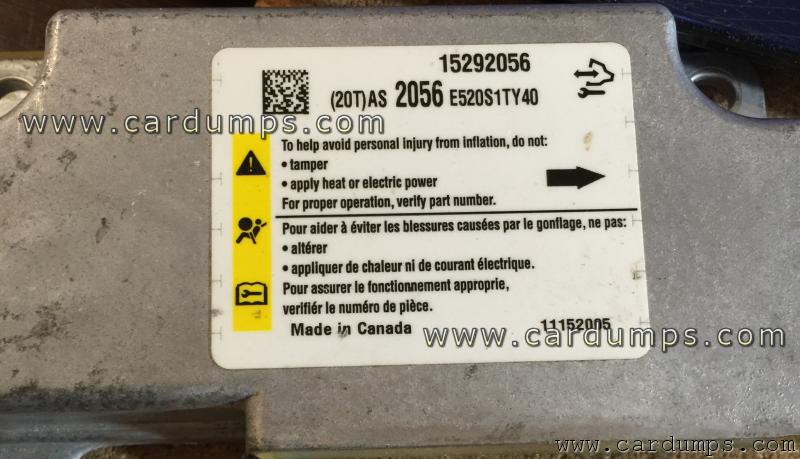 15292056
(20T)AS 2056 E520S1TY40
www.cardumps.com
To help avoid personal injury from inflation, do not:
• tamper
• apply heat or electric power
For proper operation, verify part number.
Pour aider à éviter les blessures causées par le gonflage, ne pas:
• altérer
• appliquer de chaleur ni de courant électrique.
Pour assurer le fonctionnement approprie,
verifiér le numéro de pièce.
Made in Canada
11152005
www.cardumps.com
www.cardumps.com